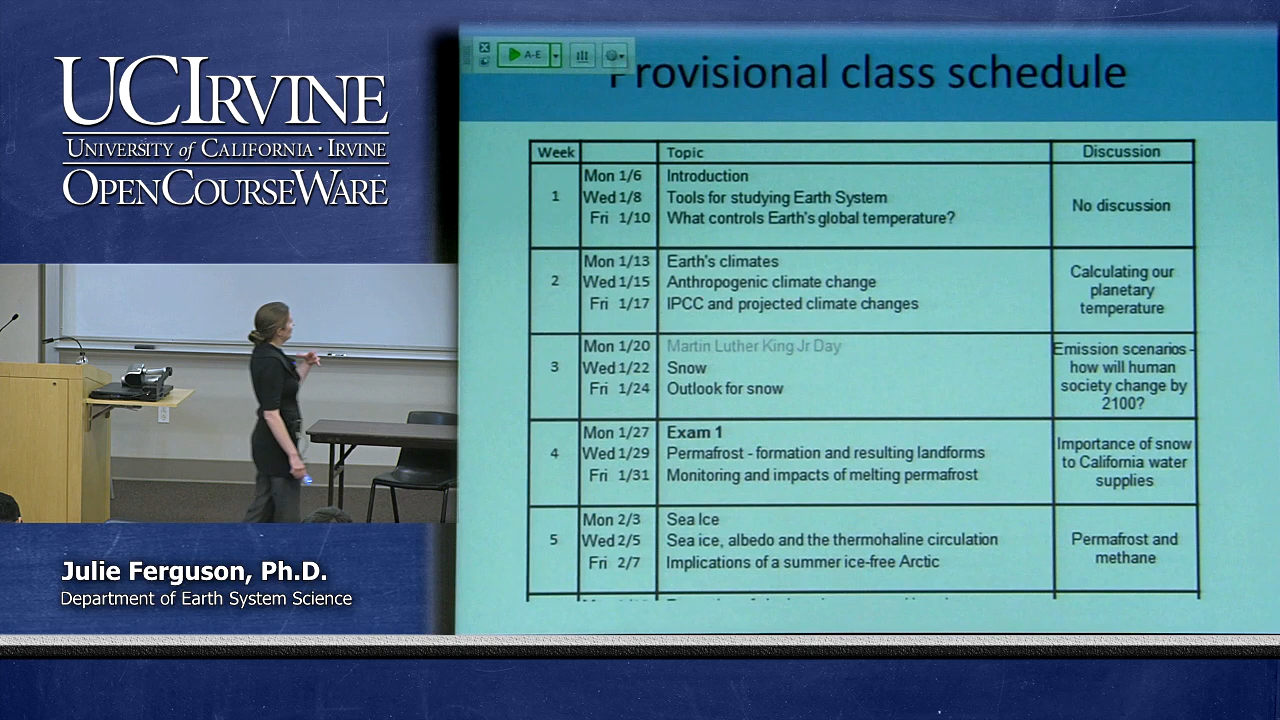 UCIRVINE
UNIVERSITY of CALIFORNIA · IRVINE
OPENCOURSEWARE
Julie Ferguson, Ph.D.
Department of Earth System Science
A-E
Provisional class schedule
Week Topic Discussion
1
Mon 1/6 Introduction
Wed 1/8 Tools for studying Earth System
Fri 1/10 What controls Earth's global temperature?
No discussion
2
Mon 1/13 Earth's climates
Wed 1/15 Anthropogenic climate change
Fri 1/17 IPCC and projected climate changes
Calculating our
planetary
temperature
3
Mon 1/20 Martin Luther King Jr Day
Wed 1/22 Snow
Fri 1/24 Outlook for snow
Emission scenarios -
how will human
society change by
2100?
4
Mon 1/27 Exam 1
Wed 1/29 Permafrost - formation and resulting landforms
Fri 1/31 Monitoring and impacts of melting permafrost
Importance of snow
to California water
supplies
5
Mon 2/3 Sea Ice
Wed 2/5 Sea ice, albedo and the thermohaline circulation
Fri 2/7 Implications of a summer ice-free Arctic
Permafrost and
methane